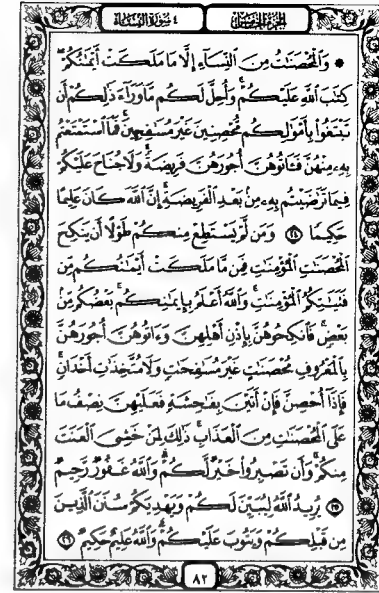 الجزء الخامس
٤ سورة النساء
۞ وَالْمُحْصَنَاتُ مِنَ النِّسَاءِ إِلَّا مَا مَلَكَتْ أَيْمَانُكُمْ
كِتَابَ اللَّهِ عَلَيْكُمْ وَأُحِلَّ لَكُم مَّا وَرَاءَ ذَٰلِكُمْ أَن
تَبْتَغُوا بِأَمْوَالِكُم مُّحْصِنِينَ غَيْرَ مُسَافِحِينَ فَمَا اسْتَمْتَعْتُم
بِهِ مِنْهُنَّ فَآتُوهُنَّ أُجُورَهُنَّ فَرِيضَةً وَلَا جُنَاحَ عَلَيْكُمْ
فِيمَا تَرَاضَيْتُم بِهِ مِن بَعْدِ الْفَرِيضَةِ إِنَّ اللَّهَ كَانَ عَلِيمًا
حَكِيمًا ٢٤ وَمَن لَّمْ يَسْتَطِعْ مِنكُمْ طَوْلًا أَن يَنكِحَ
الْمُحْصَنَاتِ الْمُؤْمِنَاتِ فَمِن مَّا مَلَكَتْ أَيْمَانُكُم مِّن
فَتَيَاتِكُمُ الْمُؤْمِنَاتِ وَاللَّهُ أَعْلَمُ بِإِيمَانِكُم بَعْضُكُم مِّن
بَعْضٍ فَانكِحُوهُنَّ بِإِذْنِ أَهْلِهِنَّ وَآتُوهُنَّ أُجُورَهُنَّ
بِالْمَعْرُوفِ مُحْصَنَاتٍ غَيْرَ مُسَافِحَاتٍ وَلَا مُتَّخِذَاتِ أَخْدَانٍ
فَإِذَا أُحْصِنَّ فَإِنْ أَتَيْنَ بِفَاحِشَةٍ فَعَلَيْهِنَّ نِصْفُ مَا
عَلَى الْمُحْصَنَاتِ مِنَ الْعَذَابِ ذَٰلِكَ لِمَنْ خَشِيَ الْعَنَتَ
مِنكُمْ وَأَن تَصْبِرُوا خَيْرٌ لَّكُمْ وَاللَّهُ غَفُورٌ رَّحِيمٌ
٢٥ يُرِيدُ اللَّهُ لِيُبَيِّنَ لَكُمْ وَيَهْدِيَكُمْ سُنَنَ الَّذِينَ
مِن قَبْلِكُمْ وَيَتُوبَ عَلَيْكُمْ وَاللَّهُ عَلِيمٌ حَكِيمٌ ٢٦
٨٢